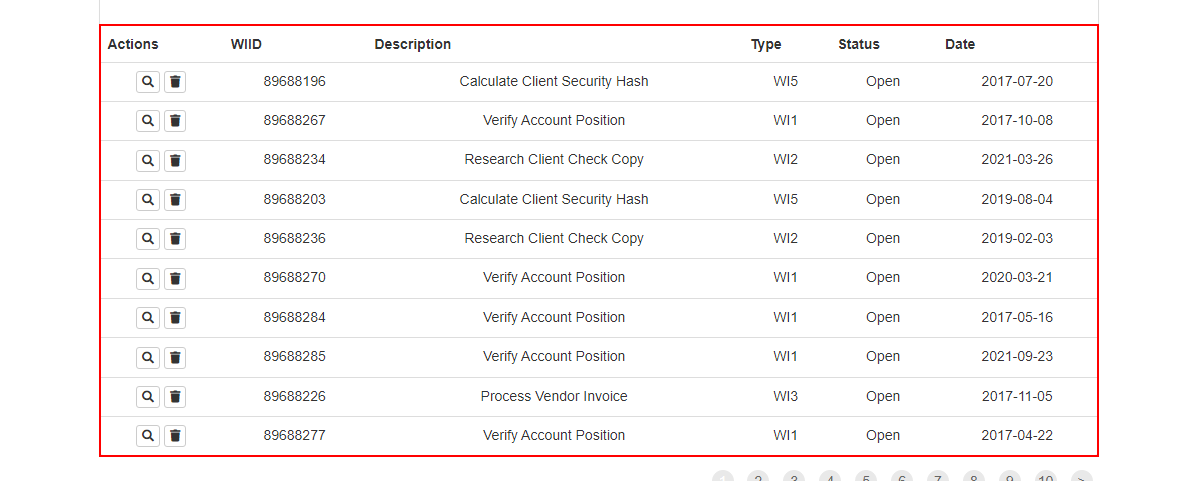 Actions WIID Description Type Status Date
89688196 Calculate Client Security Hash WI5 Open 2017-07-20
89688267 Verify Account Position WI1 Open 2017-10-08
89688234 Research Client Check Copy WI2 Open 2021-03-26
89688203 Calculate Client Security Hash WI5 Open 2019-08-04
89688236 Research Client Check Copy WI2 Open 2019-02-03
89688270 Verify Account Position WI1 Open 2020-03-21
89688284 Verify Account Position WI1 Open 2017-05-16
89688285 Verify Account Position WI1 Open 2021-09-23
89688226 Process Vendor Invoice WI3 Open 2017-11-05
89688277 Verify Account Position WI1 Open 2017-04-22
1 2 3 4 5 6 7 8 9 10 >